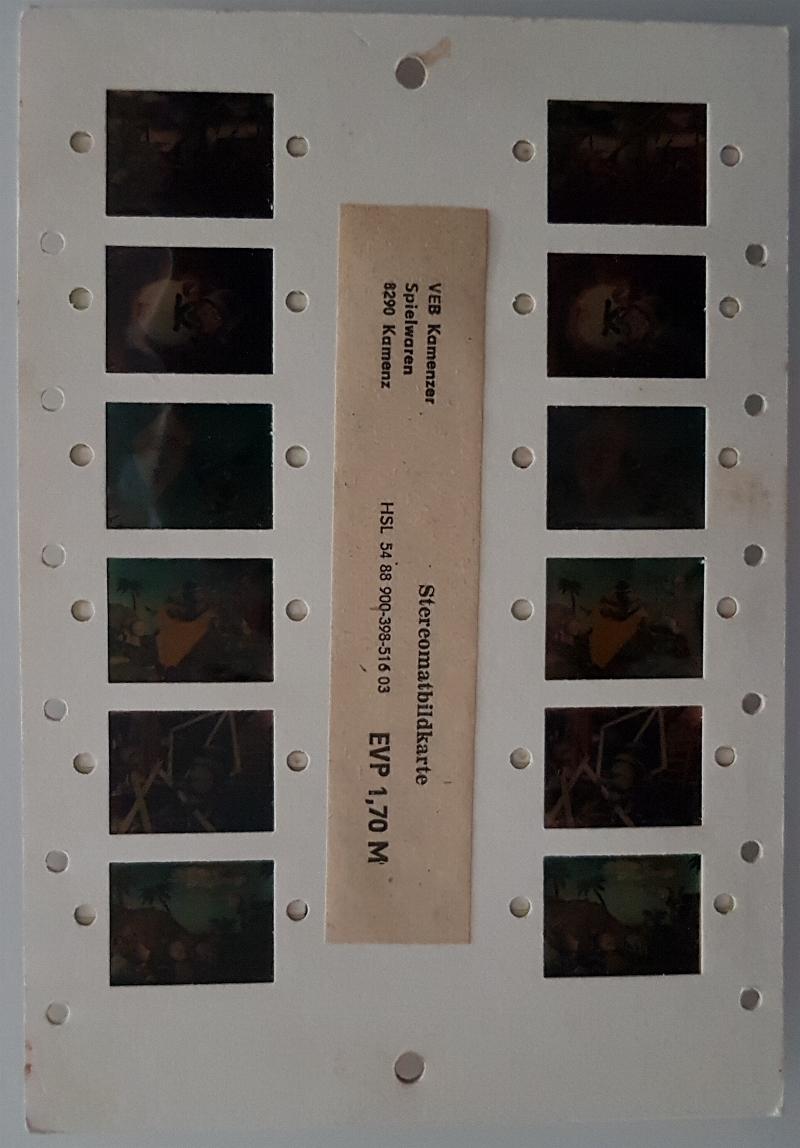 VEB Kamenzer
Spielwaren
8290 Kamenz
Stereomatbildkarte
HSL 54 88 900-398-516 03
EVP 1,70 M